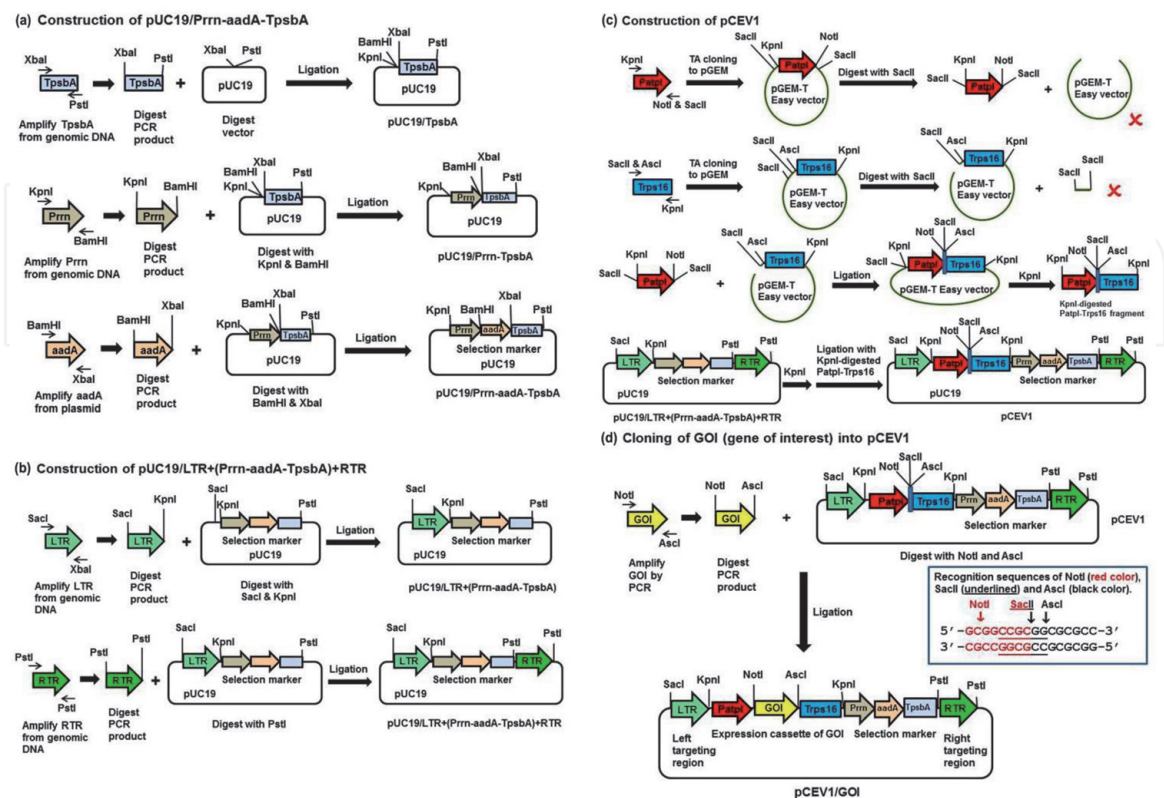 (a) Construction of pUC19/Prrn-aadA-TpsbA
XbaI
TpsbA
PstI
Amplify TpsbA
from genomic DNA
XbaI
PstI
TpsbA
Digest
PCR
product
+
XbaI
PstI
pUC19
Digest
vector
Ligation
XbaI
BamHI
PstI
KpnI
TpsbA
pUC19
pUC19/TpsbA
KpnI
Prrn
BamHI
Amplify Prrn
from genomic DNA
KpnI
BamHI
Prrn
Digest
PCR
product
+
XbaI
BamHI
PstI
KpnI
TpsbA
pUC19
Digest with
KpnI & BamHI
Ligation
XbaI
BamHI
KpnI
PstI
Prrn
TpsbA
pUC19
pUC19/Prrn-TpsbA
BamHI
aadA
XbaI
Amplify aadA
from plasmid
BamHI
XbaI
aadA
Digest
PCR
product
+
XbaI
BamHI
KpnI
PstI
Prrn
TpsbA
pUC19
Digest with
BamHI & XbaI
Ligation
XbaI
KpnI
BamHI
PstI
Prrn
aadA
TpsbA
Selection marker
pUC19
pUC19/Prrn-aadA-TpsbA
(b) Construction of pUC19/LTR+(Prrn-aadA-TpsbA)+RTR
SacI
LTR
XbaI
Amplify LTR
from genomic
DNA
SacI
KpnI
LTR
Digest
PCR
product
+
SacI
KpnI
PstI
Selection marker
pUC19
Digest with
SacI & KpnI
Ligation
SacI
KpnI
PstI
LTR
Selection marker
pUC19
pUC19/LTR+(Prrn-aadA-TpsbA)
PstI
RTR
PstI
Amplify RTR
from genomic
DNA
PstI
PstI
RTR
Digest
PCR
product
+
SacI
KpnI
PstI
LTR
Selection marker
pUC19
Digest with PstI
Ligation
SacI
KpnI
PstI
PstI
LTR
RTR
Selection marker
pUC19
pUC19/LTR+(Prrn-aadA-TpsbA)+RTR
(c) Construction of pCEV1
KpnI
PatpI
NotI & SacII
TA cloning
to pGEM
KpnI
NotI
SacII
SacII
PatpI
pGEM-T
Easy vector
Digest with SacII
KpnI
NotI
SacII
SacII
PatpI
+
pGEM-T
Easy vector
SacII & AscI
Trps16
KpnI
TA cloning
to pGEM
AscI
SacII
SacII
KpnI
Trps16
pGEM-T
Easy vector
Digest with SacII
AscI
SacII
KpnI
Trps16
pGEM-T
Easy vector
+
SacII
SacII
KpnI
NotI
SacII
PatpI
+
SacII
AscI
KpnI
Trps16
pGEM-T
Easy vector
Ligation
SacII
NotI
AscI
KpnI
SacII
KpnI
PatpI
Trps16
pGEM-T Easy vector
KpnI
SacII
NotI
AscI
KpnI
KpnI
PatpI
Trps16
KpnI-digested
PatpI-Trps16 fragment
SacI
KpnI
PstI
PstI
LTR
RTR
Selection marker
pUC19
pUC19/LTR+(Prrn-aadA-TpsbA)+RTR
KpnI
Ligation with
KpnI-digested
PatpI-Trps16
SacII
NotI
AscI
SacI
KpnI
KpnI
PstI
PstI
LTR
PatpI
Trps16
Prrn
aadA
TpsbA
RTR
Selection marker
pUC19
pCEV1
(d) Cloning of GOI (gene of interest) into pCEV1
NotI
GOI
AscI
Amplify
GOI by
PCR
NotI
AscI
GOI
Digest
PCR
product
+
SacII
NotI
AscI
SacI
KpnI
KpnI
PstI
PstI
LTR
PatpI
Trps16
Prrn
aadA
TpsbA
RTR
Selection marker
pCEV1
Digest with NotI and AscI
Ligation
Recognition sequences of NotI (red color),
SacII (underlined) and AscI (black color).
NotI
SacII
AscI
5′-GCGGCCGCGGCGCGCC-3′
3′-CGCCGGCGCCGCGCGG-5′
SacI
KpnI
NotI
AscI
KpnI
PstI
PstI
LTR
PatpI
GOI
Trps16
Prrn
aadA
TpsbA
RTR
Left
targeting
region
Expression cassette of GOI
Selection marker
Right
targeting
region
pCEV1/GOI